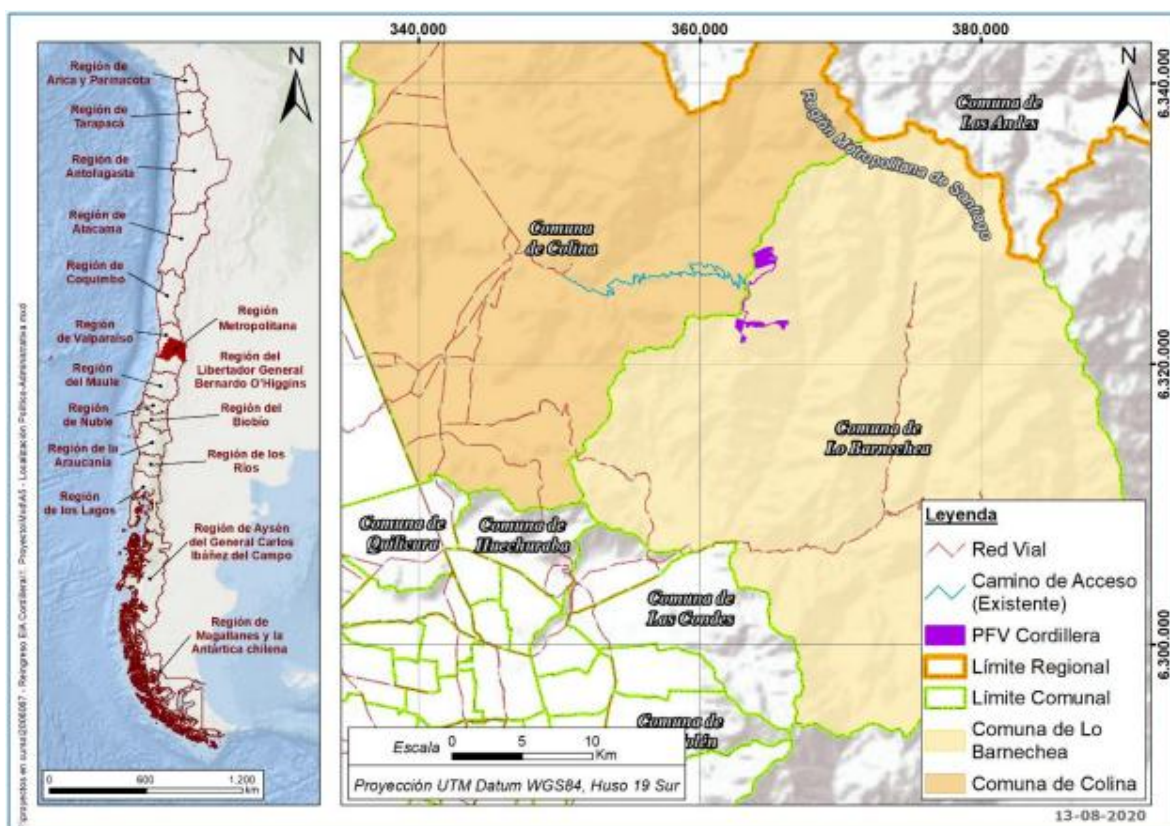 N
Región de
Arica y Parinacota
Región de
Tarapacá
Región de
Antofagasta
Región de
Atacama
Región de
Coquimbo
Región
de Valparaíso
Región
Metropolitana
Región del
Libertador General
Bernardo O'Higgins
Región
del Maule
Región
de Ñuble
Región del
Biobío
Región de la
Araucanía
Región de los
Ríos
Región
de los Lagos
Región de Aysén
del General Carlos
Ibáñez del Campo
Región de
Magallanes y la
Antártica chilena
0 600 1.200
km
340.000 360.000 380.000
N
6.340.000
6.320.000
6.300.000
Comuna de
Los Andes
Región Metropolitana de Santiago
Comuna
de Colina
Comuna de
Lo Barnechea
Comuna de
Quilicura
Comuna de
Huechuraba
Comuna de
Las Condes
Comuna de
Leyenda
Red Vial
Camino de Acceso
(Existente)
PFV Cordillera
Límite Regional
Límite Comunal
Comuna de Lo
Barnechea
Comuna de Colina
Escala 0 5 10
Km
Proyección UTM Datum WGS84, Huso 19 Sur
13-08-2020